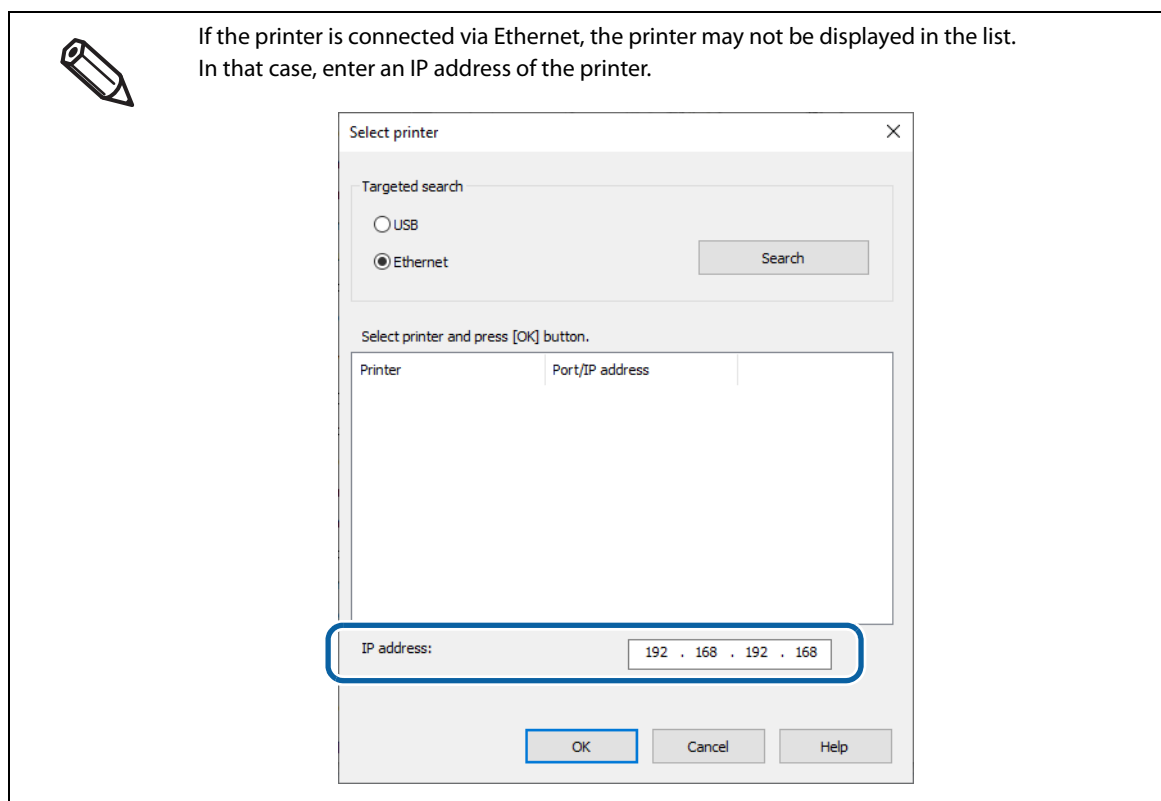 If the printer is connected via Ethernet, the printer may not be displayed in the list.
In that case, enter an IP address of the printer.
Select printer
Targeted search
USB
Ethernet
Search
Select printer and press [OK] button.
Printer Port/IP address
IP address: 192 . 168 . 192 . 168
OK Cancel Help